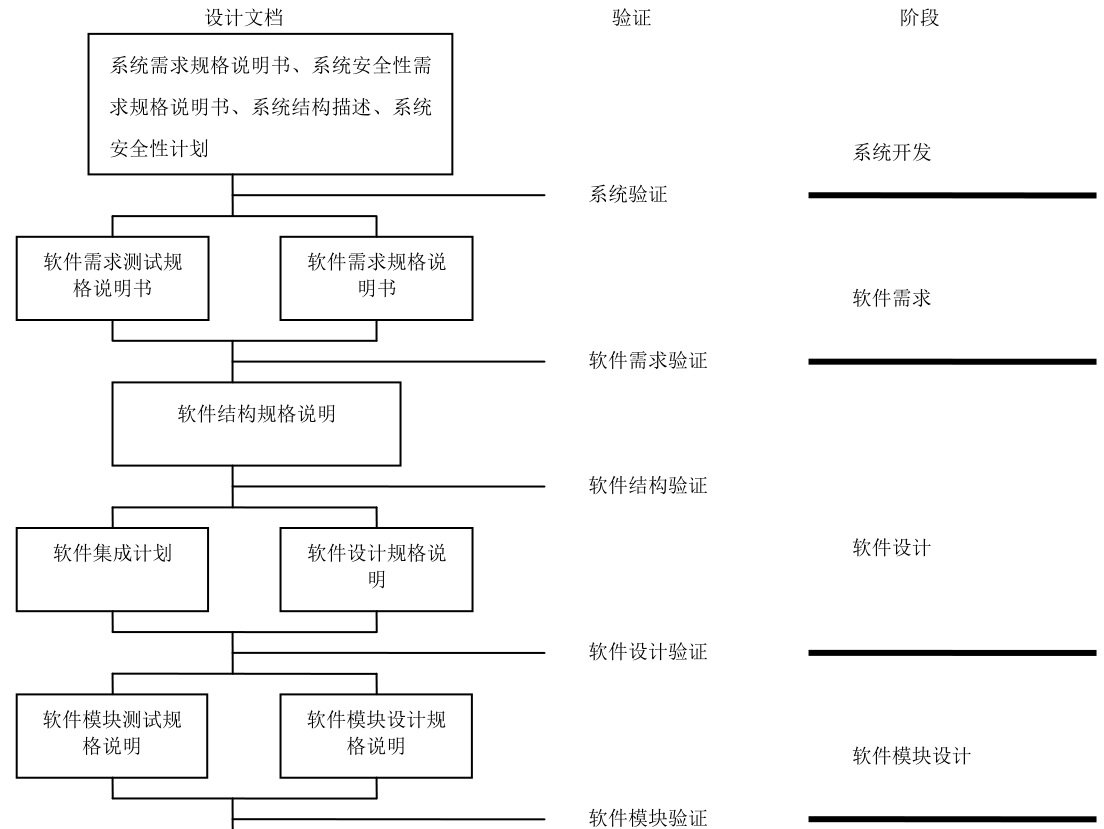 设计文档 验证 阶段
系统需求规格说明书、系统安全性需
求规格说明书、系统结构描述、系统
安全性计划
系统开发
系统验证
软件需求测试规
格说明书
软件需求规格说
明书
软件需求
软件需求验证
软件结构规格说明
软件结构验证
软件集成计划
软件设计规格说
明
软件设计
软件设计验证
软件模块测试规
格说明
软件模块设计规
格说明
软件模块设计
软件模块验证